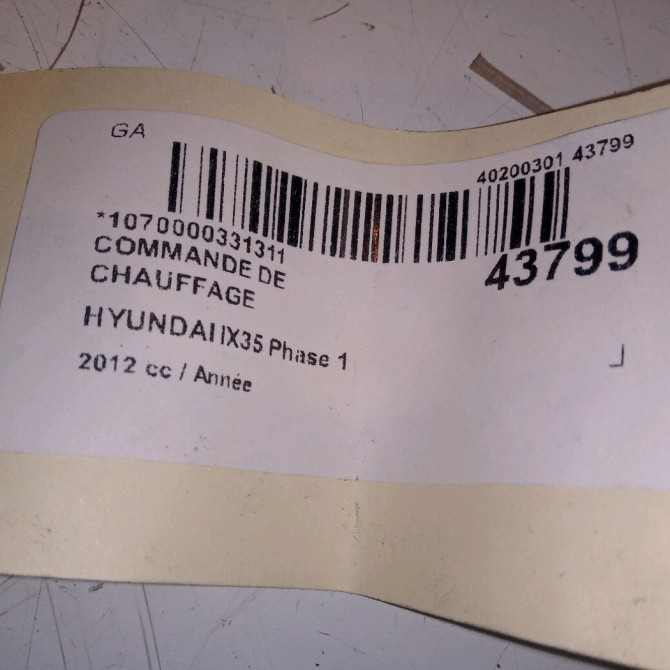 GA
40200301 43799
*1070000331311
43799
COMMANDE DE
CHAUFFAGE
HYUNDAI IX35 Phase 1
2012 cc / Année